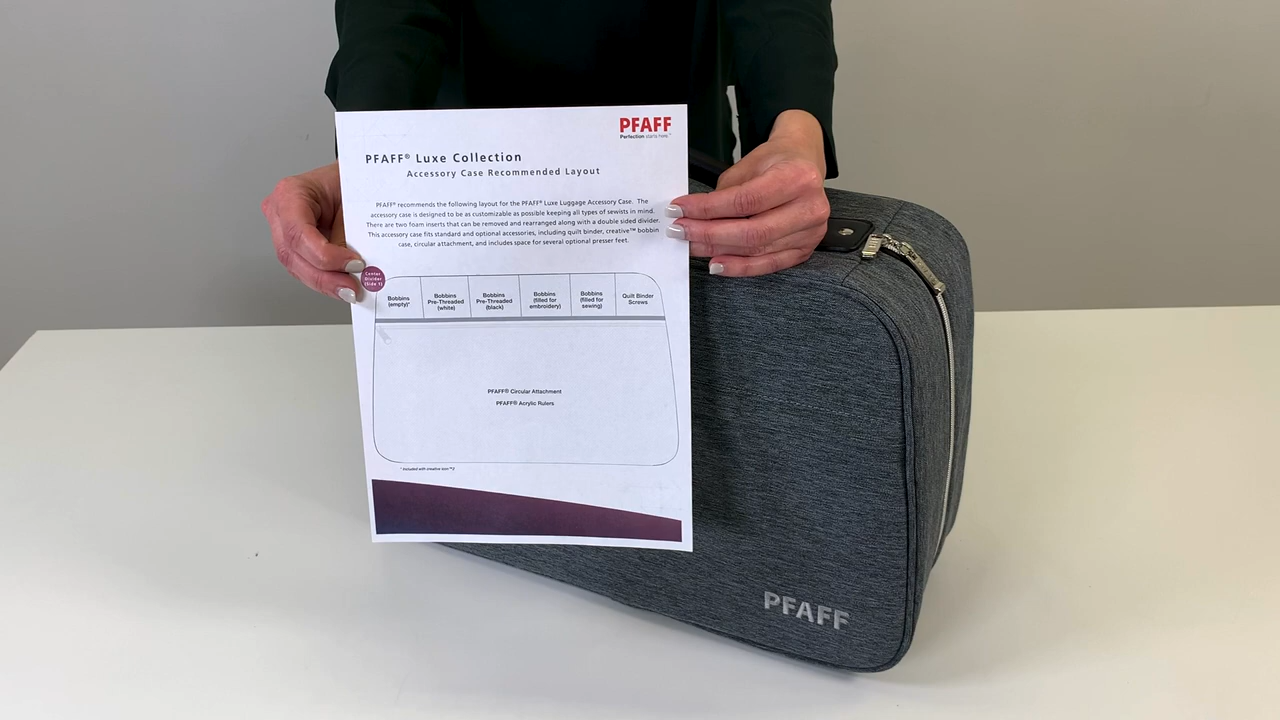 PFAFF
Perfection starts here.™
PFAFF® Luxe Collection
Accessory Case Recommended Layout
PFAFF® recommends the following layout for the PFAFF® Luxe Luggage Accessory Case. The
accessory case is designed to be as customizable as possible keeping all types of sewists in mind.
There are two foam inserts that can be removed and rearranged along with a double sided divider.
This accessory case fits standard and optional accessories, including quilt binder, creative™ bobbin
case, circular attachment, and includes space for several optional presser feet.
Center
Divider
(Side 1)
Bobbins
(empty)*
Bobbins
Pre-Threaded
(white)
Bobbins
Pre-Threaded
(black)
Bobbins
(filled for
embroidery)
Bobbins
(filled for
sewing)
Quilt Binder
Screws
PFAFF® Circular Attachment
PFAFF® Acrylic Rulers
* Included with creative icon™2
PFAFF